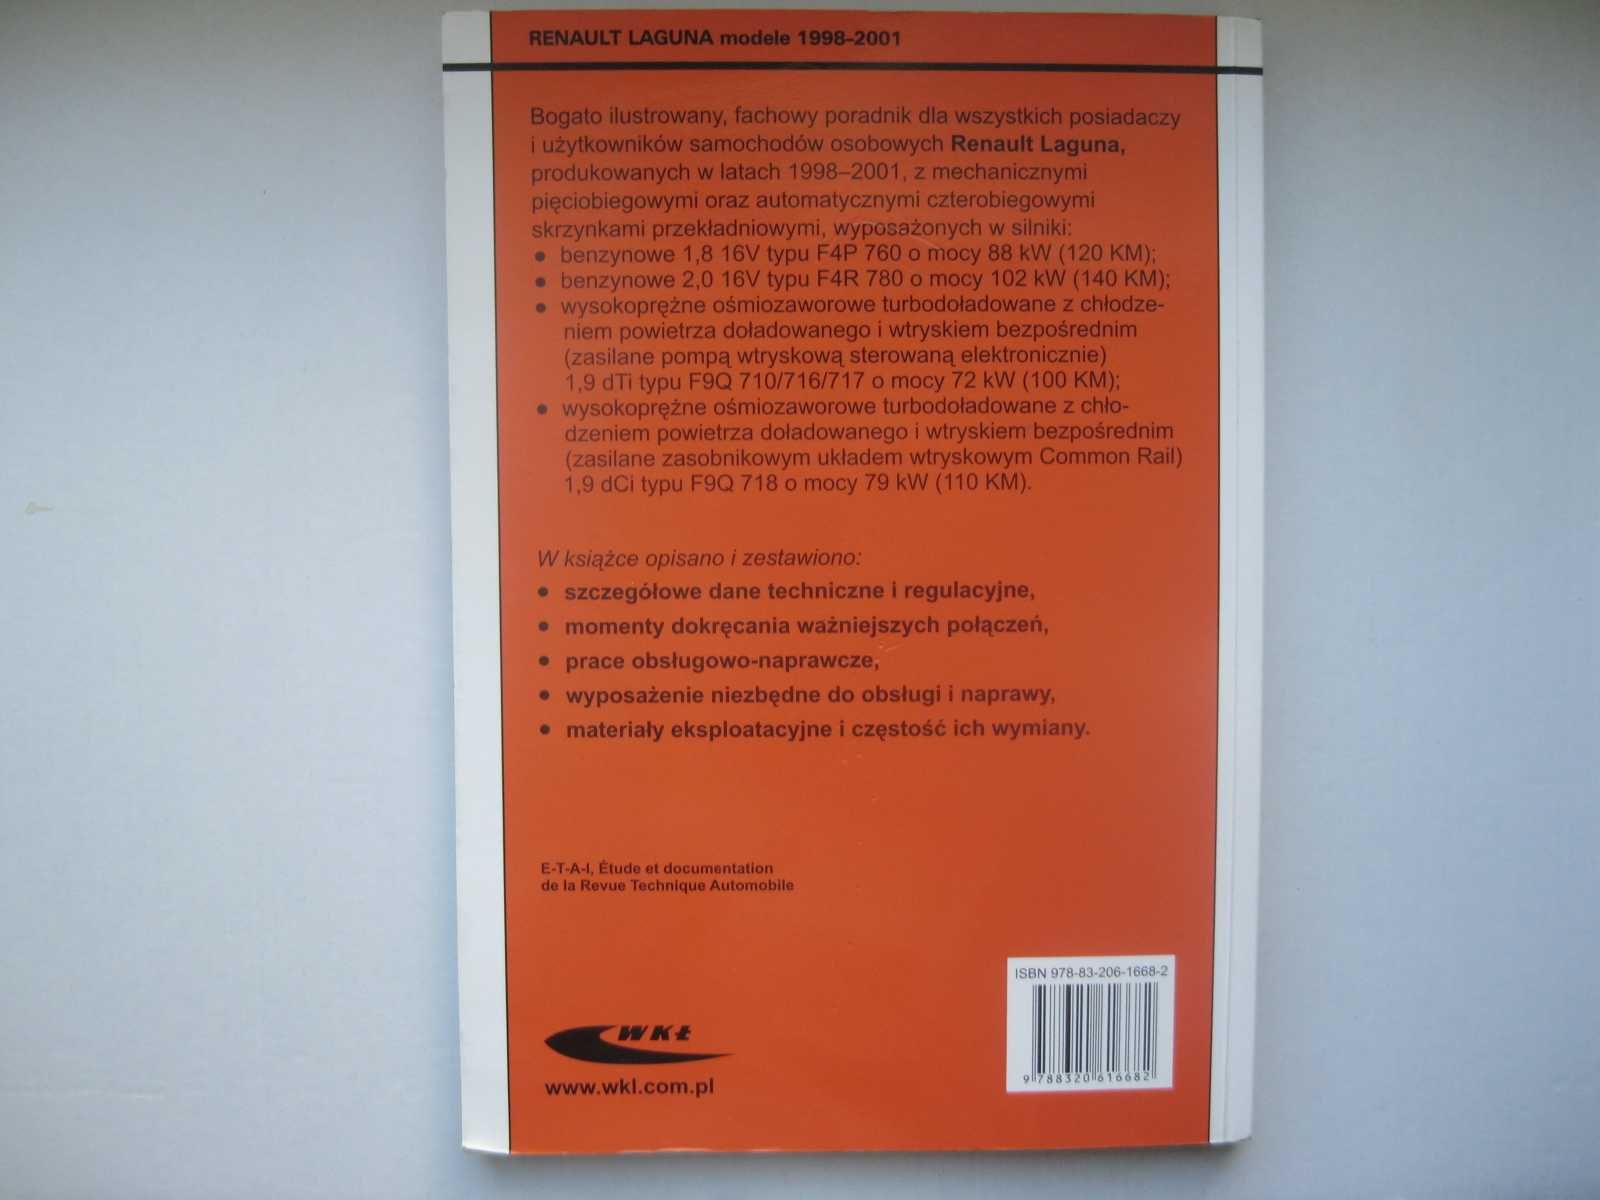 RENAULT LAGUNA modele 1998–2001
Bogato ilustrowany, fachowy poradnik dla wszystkich posiadaczy
i użytkowników samochodów osobowych Renault Laguna,
produkowanych w latach 1998–2001, z mechanicznymi
pięciobiegowymi oraz automatycznymi czterobiegowymi
skrzynkami przekładniowymi, wyposażonych w silniki:
● benzynowe 1,8 16V typu F4P 760 o mocy 88 kW (120 KM);
● benzynowe 2,0 16V typu F4R 780 o mocy 102 kW (140 KM);
● wysokoprężne ośmiozaworowe turbodoładowane z chłodze-
niem powietrza doładowanego i wtryskiem bezpośrednim
(zasilane pompą wtryskową sterowaną elektronicznie)
1,9 dTi typu F9Q 710/716/717 o mocy 72 kW (100 KM);
● wysokoprężne ośmiozaworowe turbodoładowane z chło-
dzeniem powietrza doładowanego i wtryskiem bezpośrednim
(zasilane zasobnikowym układem wtryskowym Common Rail)
1,9 dCi typu F9Q 718 o mocy 79 kW (110 KM).
W książce opisano i zestawiono:
● szczegółowe dane techniczne i regulacyjne,
● momenty dokręcania ważniejszych połączeń,
● prace obsługowo-naprawcze,
● wyposażenie niezbędne do obsługi i naprawy,
● materiały eksploatacyjne i częstość ich wymiany.
E-T-A-I, Étude et documentation
de la Revue Technique Automobile
ISBN 978-83-206-1668-2
9 788320 616682
WKŁ
www.wkl.com.pl